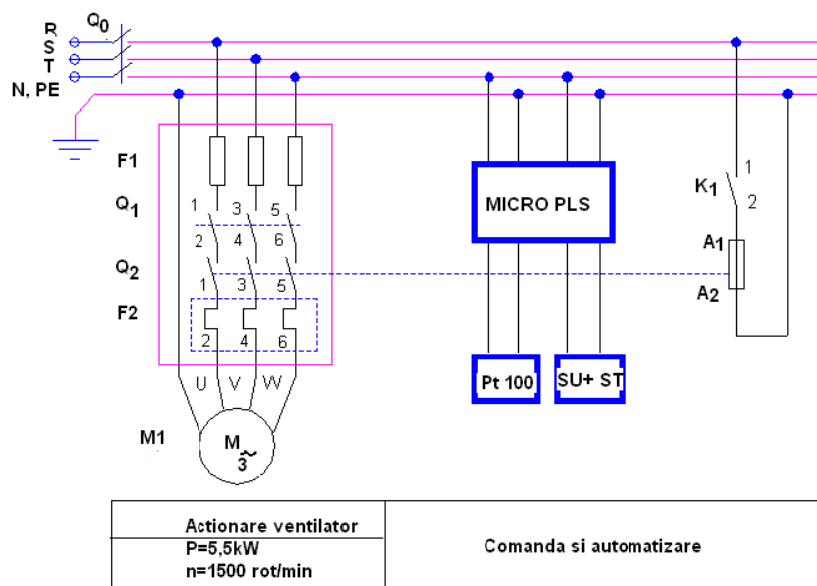 R
Q0
S
T
N, PE
F1
Q1
1 3 5
2 4 6
Q2
1 3 5
F2
2 4 6
U V W
M1
M
~
3
MICRO PLS
Pt 100
SU+ ST
K1
1
2
A1
A2
Actionare ventilator
P=5,5kW
n=1500 rot/min
Comanda si automatizare